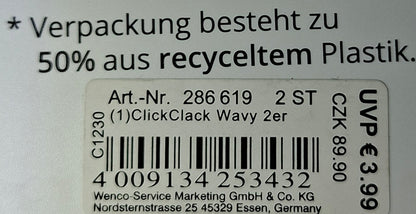 * Verpackung besteht zu
50% aus recyceltem Plastik.
Art.-Nr. 286 619 2 ST
(1)ClickClack Wavy 2er
C1230
4 009134 253432
Wenco-Service Marketing GmbH & Co. KG
Nordsternstrasse 25 45329 Essen, Germany
CZK 89.90
UVP € 3.99